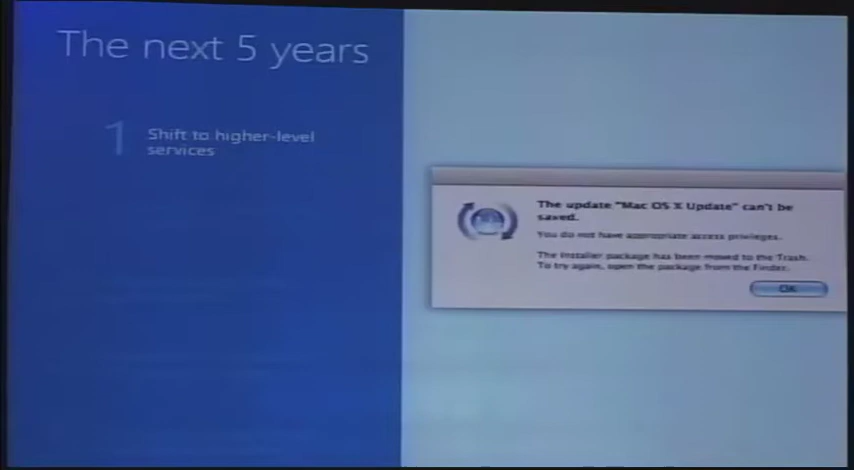 The next 5 years
1 Shift to higher-level
services
The update "Mac OS X Update" can't be
saved.
You do not have appropriate access privileges.
The Installer package has been moved to the Trash.
To try again, open the package from the Finder.
OK